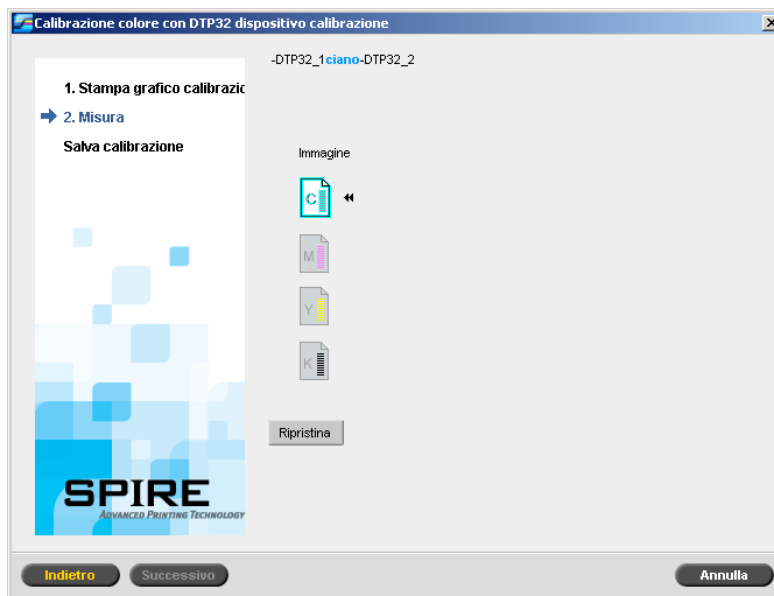 Calibrazione colore con DTP32 dispositivo calibrazione
-DTP32_1ciano-DTP32_2
1. Stampa grafico calibrazic
2. Misura
Salva calibrazione
Immagine
C
M
Y
K
Ripristina
SPIRE
ADVANCED PRINTING TECHNOLOGY
Indietro
Successivo
Annulla